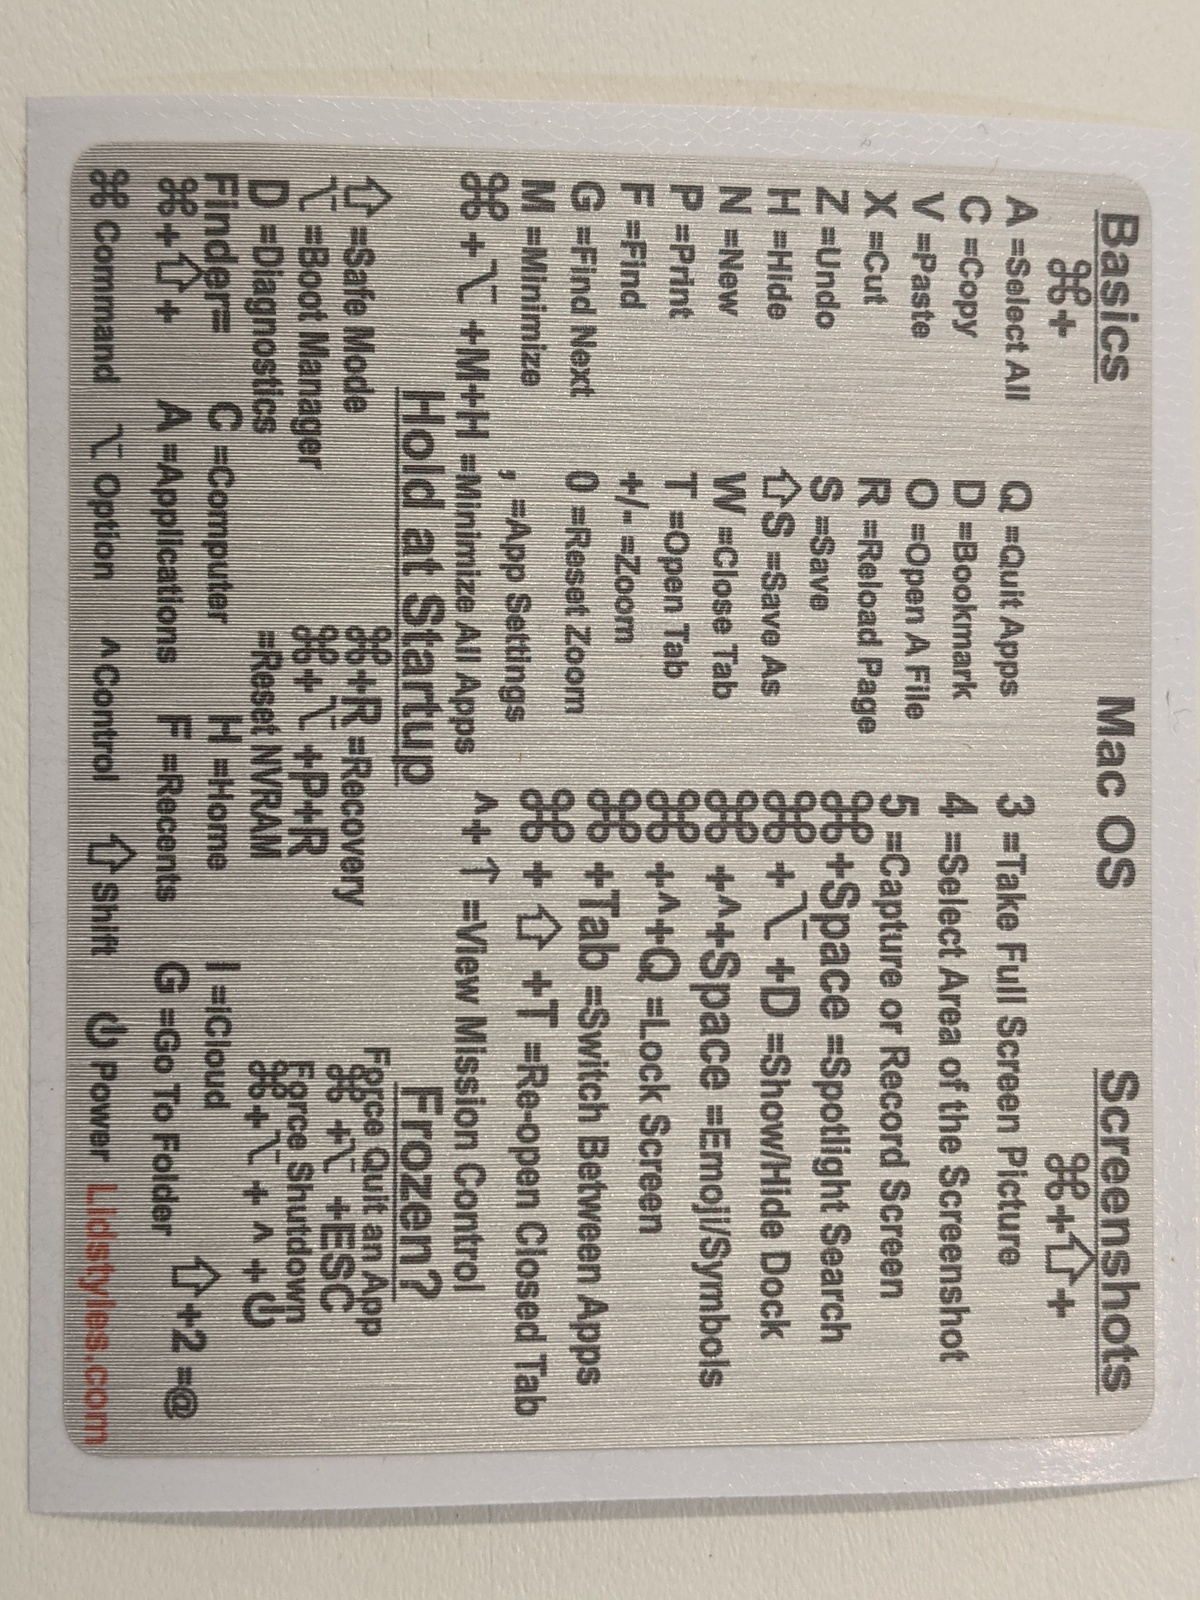 Basics Mac OS Screenshots
⌘+ ⌘+⇧+
A =Select All Q =Quit Apps 3 =Take Full Screen Picture
C =Copy D =Bookmark 4 =Select Area of the Screenshot
V =Paste O =Open A File 5 =Capture or Record Screen
X =Cut R =Reload Page ⌘+Space =Spotlight Search
Z =Undo S =Save ⌘ + ⌥ +D =Show/Hide Dock
H =Hide ⇧S =Save As ⌘ +^+Space =Emoji/Symbols
N =New W =Close Tab ⌘ +^+Q =Lock Screen
P =Print T =Open Tab ⌘ +Tab =Switch Between Apps
F =Find +/- =Zoom ⌘ + ⇧ +T =Re-open Closed Tab
G =Find Next 0 =Reset Zoom ^+ ↑ =View Mission Control
M =Minimize , =App Settings
⌘ + ⌥ +M+H =Minimize All Apps
Hold at Startup Frozen?
⇧ =Safe Mode ⌘+R =Recovery Force Quit an App
⌥ =Boot Manager ⌘+ ⌥ +P+R ⌘ +⌥ +ESC
D =Diagnostics =Reset NVRAM Force Shutdown
⌘+⌥ + ^ +⏻
Finder== C =Computer H =Home I =iCloud
⌘+⇧+ A =Applications F =Recents G =Go To Folder ⇧+2 =@
⌘ Command ⌥ Option ^Control ⇧Shift ⏻ Power Lidstyles.com